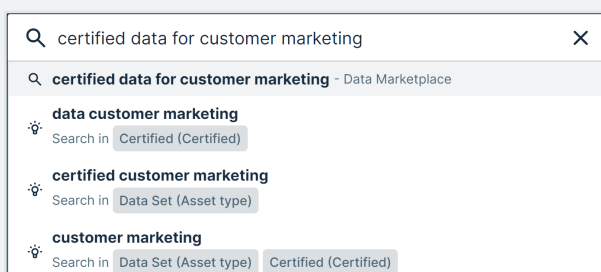 certified data for customer marketing
certified data for customer marketing - Data Marketplace
data customer marketing
Search in Certified (Certified)
certified customer marketing
Search in Data Set (Asset type)
customer marketing
Search in Data Set (Asset type) Certified (Certified)